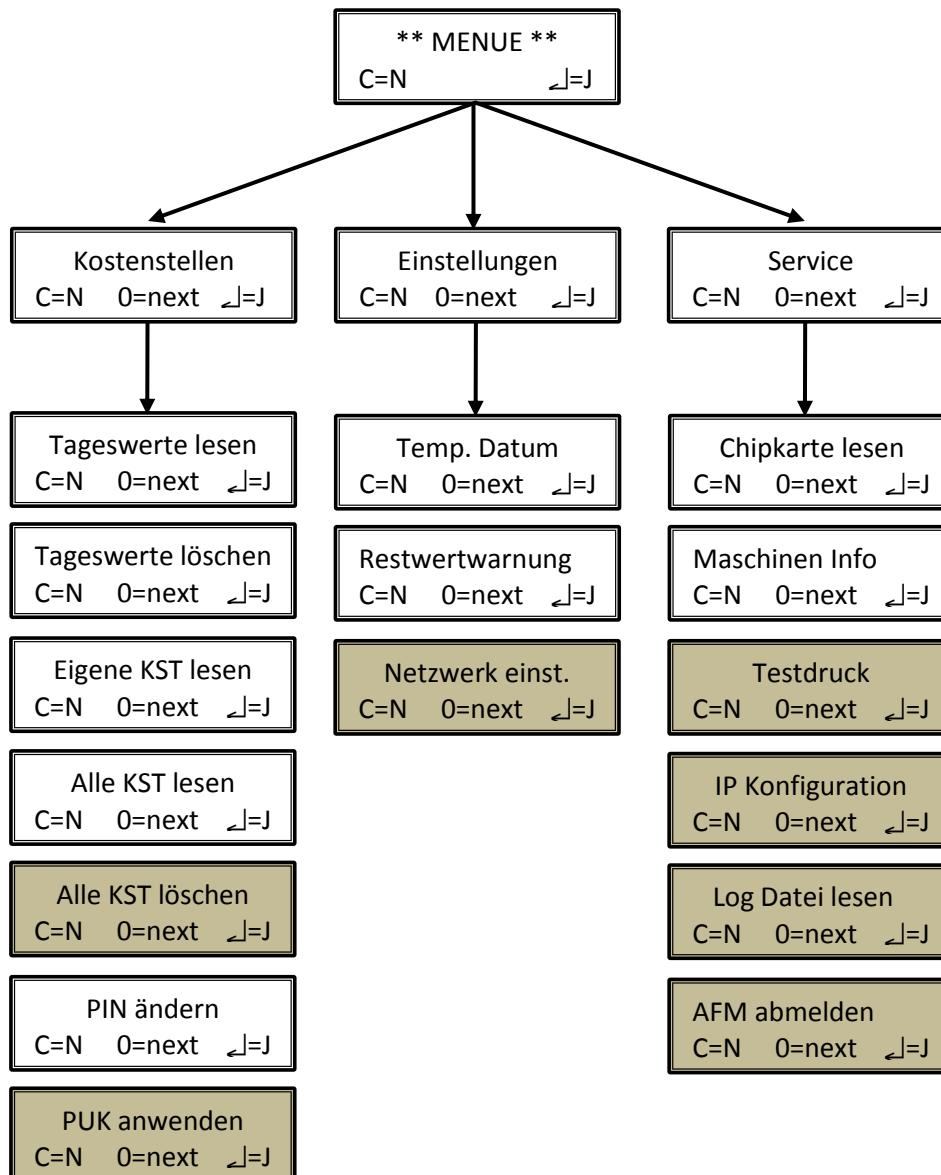 ** MENUE **
C=N ↵=J
Kostenstellen
C=N 0=next ↵=J
Einstellungen
C=N 0=next ↵=J
Service
C=N 0=next ↵=J
Tageswerte lesen
C=N 0=next ↵=J
Tageswerte löschen
C=N 0=next ↵=J
Eigene KST lesen
C=N 0=next ↵=J
Alle KST lesen
C=N 0=next ↵=J
Alle KST löschen
C=N 0=next ↵=J
PIN ändern
C=N 0=next ↵=J
PUK anwenden
C=N 0=next ↵=J
Temp. Datum
C=N 0=next ↵=J
Restwertwarnung
C=N 0=next ↵=J
Netzwerk einst.
C=N 0=next ↵=J
Chipkarte lesen
C=N 0=next ↵=J
Maschinen Info
C=N 0=next ↵=J
Testdruck
C=N 0=next ↵=J
IP Konfiguration
C=N 0=next ↵=J
Log Datei lesen
C=N 0=next ↵=J
AFM abmelden
C=N 0=next ↵=J